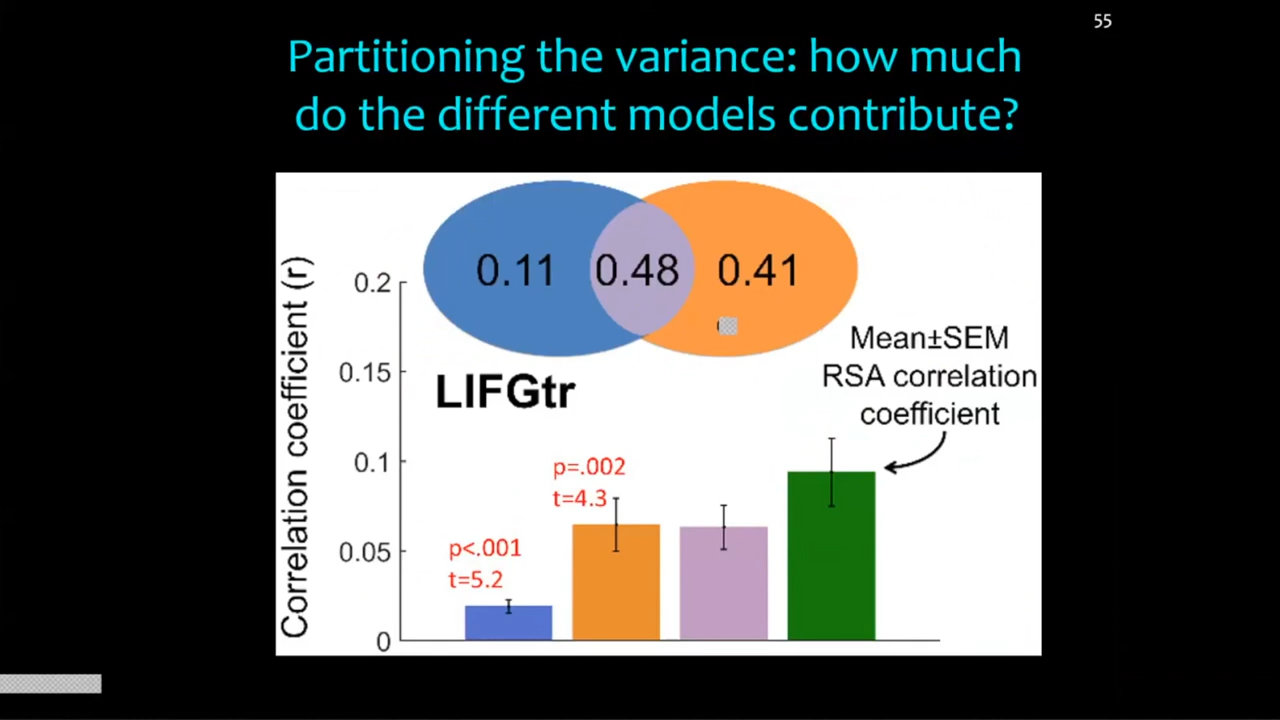 55
Partitioning the variance: how much
do the different models contribute?
0.11 0.48 0.41
Correlation coefficient (r)
0.2
0.15
0.1
0.05
0
LIFGtr
Mean±SEM
RSA correlation
coefficient
p=.002
t=4.3
p<.001
t=5.2